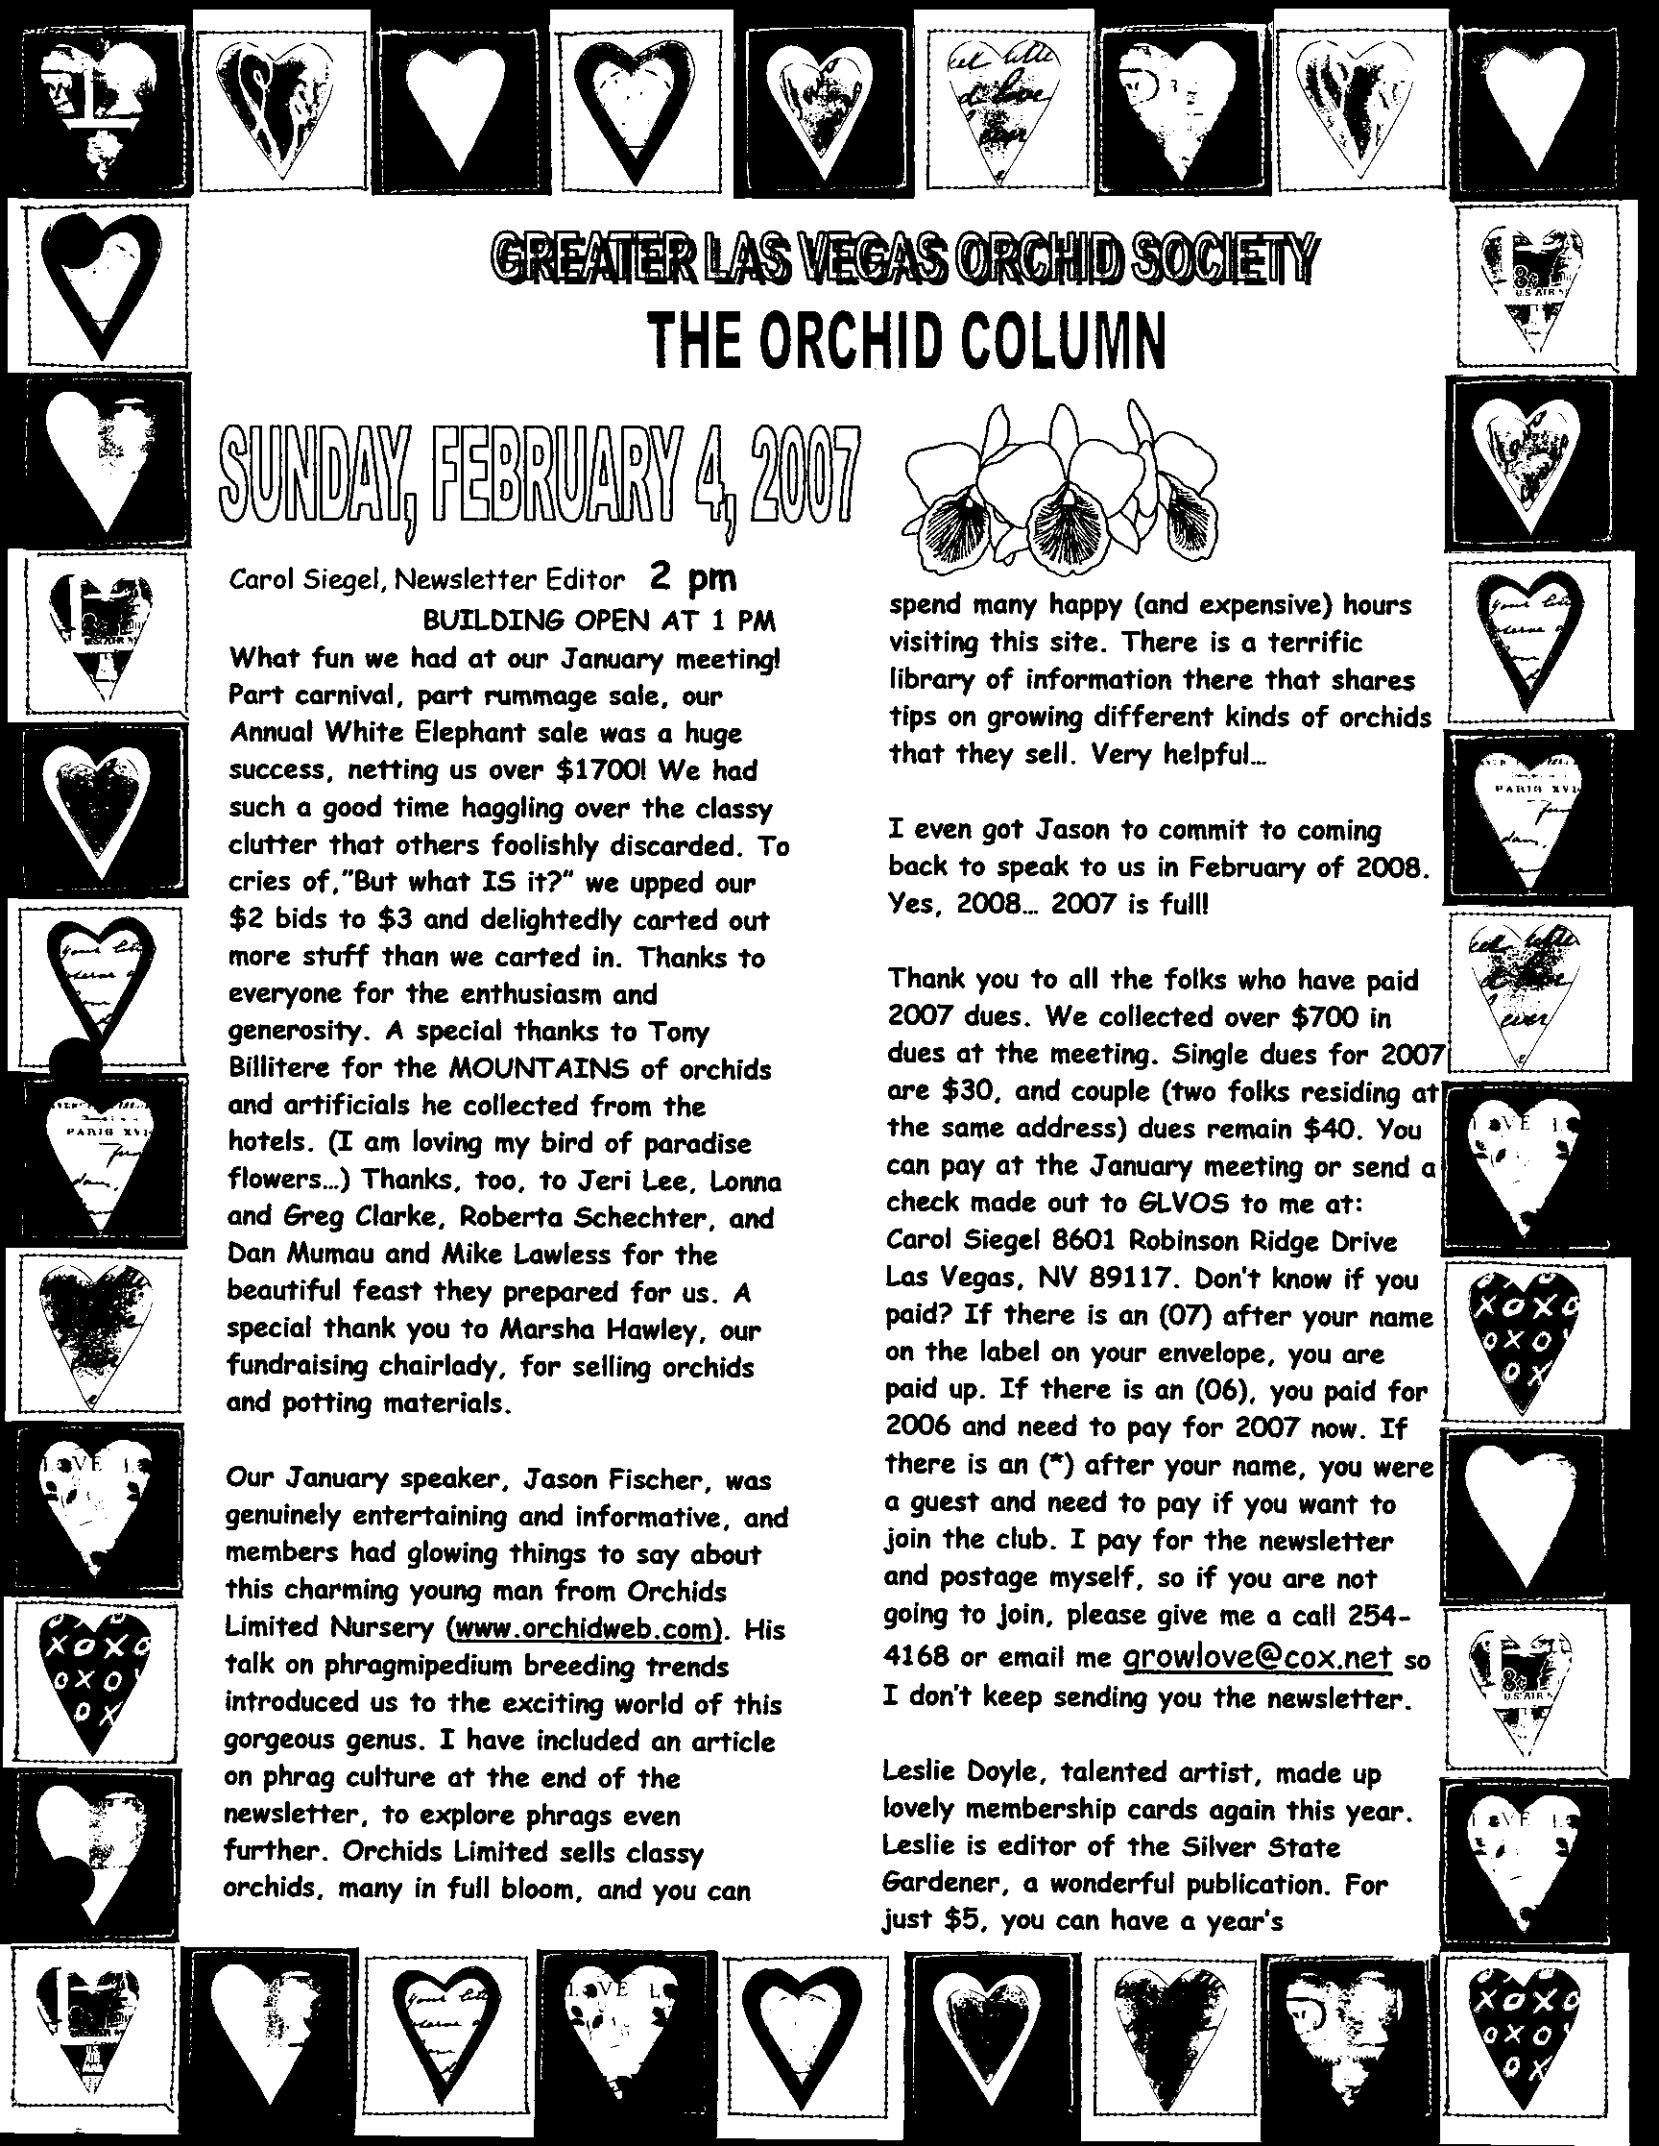 GREATER LAS VEGAS ORCHID SOCIETY
THE ORCHID COLUMN
SUNDAY, FEBRUARY 4, 2007
Carol Siegel, Newsletter Editor 2 pm
BUILDING OPEN AT 1 PM
What fun we had at our January meeting!
Part carnival, part rummage sale, our
Annual White Elephant sale was a huge
success, netting us over $1700! We had
such a good time haggling over the classy
clutter that others foolishly discarded. To
cries of,"But what IS it?" we upped our
$2 bids to $3 and delightedly carted out
more stuff than we carted in. Thanks to
everyone for the enthusiasm and
generosity. A special thanks to Tony
Billitere for the MOUNTAINS of orchids
and artificials he collected from the
hotels. (I am loving my bird of paradise
flowers…) Thanks, too, to Jeri Lee, Lonna
and Greg Clarke, Roberta Schechter, and
Dan Mumau and Mike Lawless for the
beautiful feast they prepared for us. A
special thank you to Marsha Hawley, our
fundraising chairlady, for selling orchids
and potting materials.
Our January speaker, Jason Fischer, was
genuinely entertaining and informative, and
members had glowing things to say about
this charming young man from Orchids
Limited Nursery (www.orchidweb.com). His
talk on phragmipedium breeding trends
introduced us to the exciting world of this
gorgeous genus. I have included an article
on phrag culture at the end of the
newsletter, to explore phrags even
further. Orchids Limited sells classy
orchids, many in full bloom, and you can
spend many happy (and expensive) hours
visiting this site. There is a terrific
library of information there that shares
tips on growing different kinds of orchids
that they sell. Very helpful…
I even got Jason to commit to coming
back to speak to us in February of 2008.
Yes, 2008… 2007 is full!
Thank you to all the folks who have paid
2007 dues. We collected over $700 in
dues at the meeting. Single dues for 2007
are $30, and couple (two folks residing at
the same address) dues remain $40. You
can pay at the January meeting or send a
check made out to GLVOS to me at:
Carol Siegel 8601 Robinson Ridge Drive
Las Vegas, NV 89117. Don't know if you
paid? If there is an (07) after your name
on the label on your envelope, you are
paid up. If there is an (06), you paid for
2006 and need to pay for 2007 now. If
there is an (*) after your name, you were
a guest and need to pay if you want to
join the club. I pay for the newsletter
and postage myself, so if you are not
going to join, please give me a call 254-
4168 or email me growlove@cox.net so
I don't keep sending you the newsletter.
Leslie Doyle, talented artist, made up
lovely membership cards again this year.
Leslie is editor of the Silver State
Gardener, a wonderful publication. For
just $5, you can have a year's